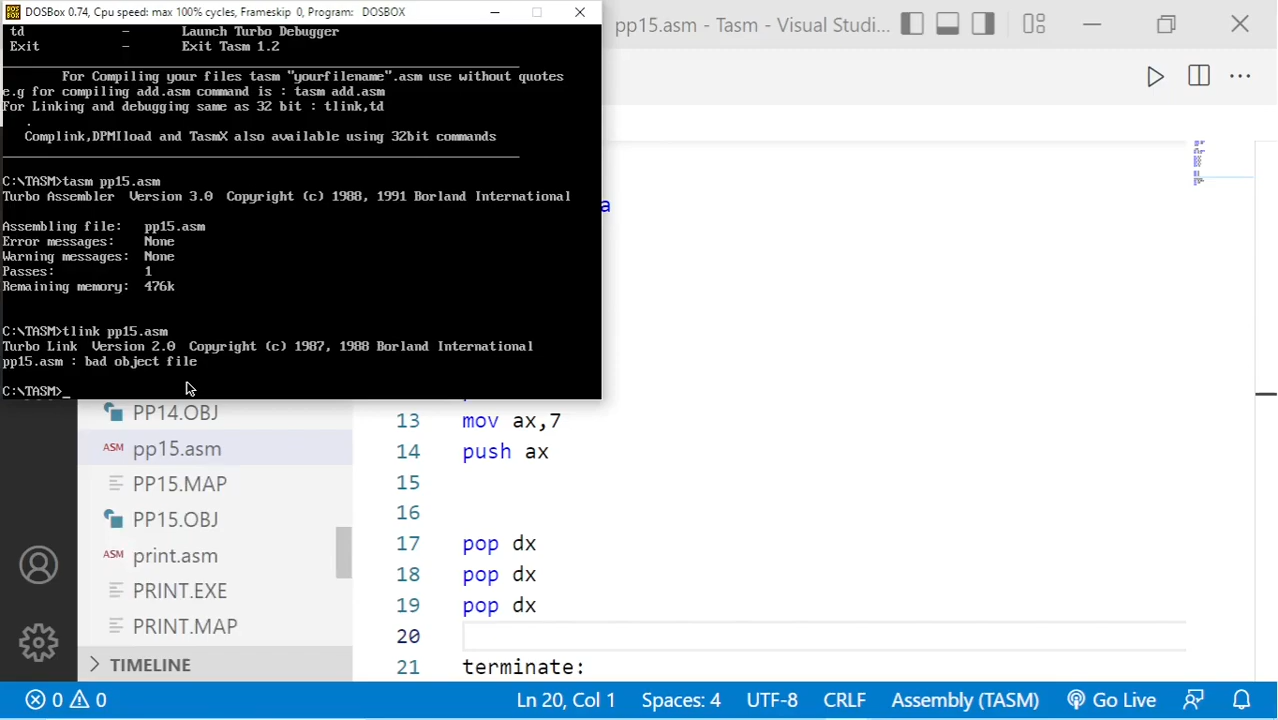 DOSBox 0.74, Cpu speed: max 100% cycles, Frameskip 0, Program: DOSBOX
pp15.asm - Tasm - Visual Studi...
td - Launch Turbo Debugger
Exit - Exit Tasm 1.2
For Compiling your files tasm "yourfilename".asm use without quotes
e.g for compiling add.asm command is : tasm add.asm
For Linking and debugging same as 32 bit : tlink,td
.
Complink,DPMIload and TasmX also available using 32bit commands
C:\TASM>tasm pp15.asm
Turbo Assembler Version 3.0 Copyright (c) 1988, 1991 Borland International
a
Assembling file: pp15.asm
Error messages: None
Warning messages: None
Passes: 1
Remaining memory: 476k
C:\TASM>tlink pp15.asm
Turbo Link Version 2.0 Copyright (c) 1987, 1988 Borland International
pp15.asm : bad object file
C:\TASM>_
PP14.OBJ
ASM pp15.asm
PP15.MAP
PP15.OBJ
ASM print.asm
PRINT.EXE
PRINT.MAP
TIMELINE
13 mov ax,7
14 push ax
15
16
17 pop dx
18 pop dx
19 pop dx
20
21 terminate:
0 0 Ln 20, Col 1 Spaces: 4 UTF-8 CRLF Assembly (TASM) Go Live